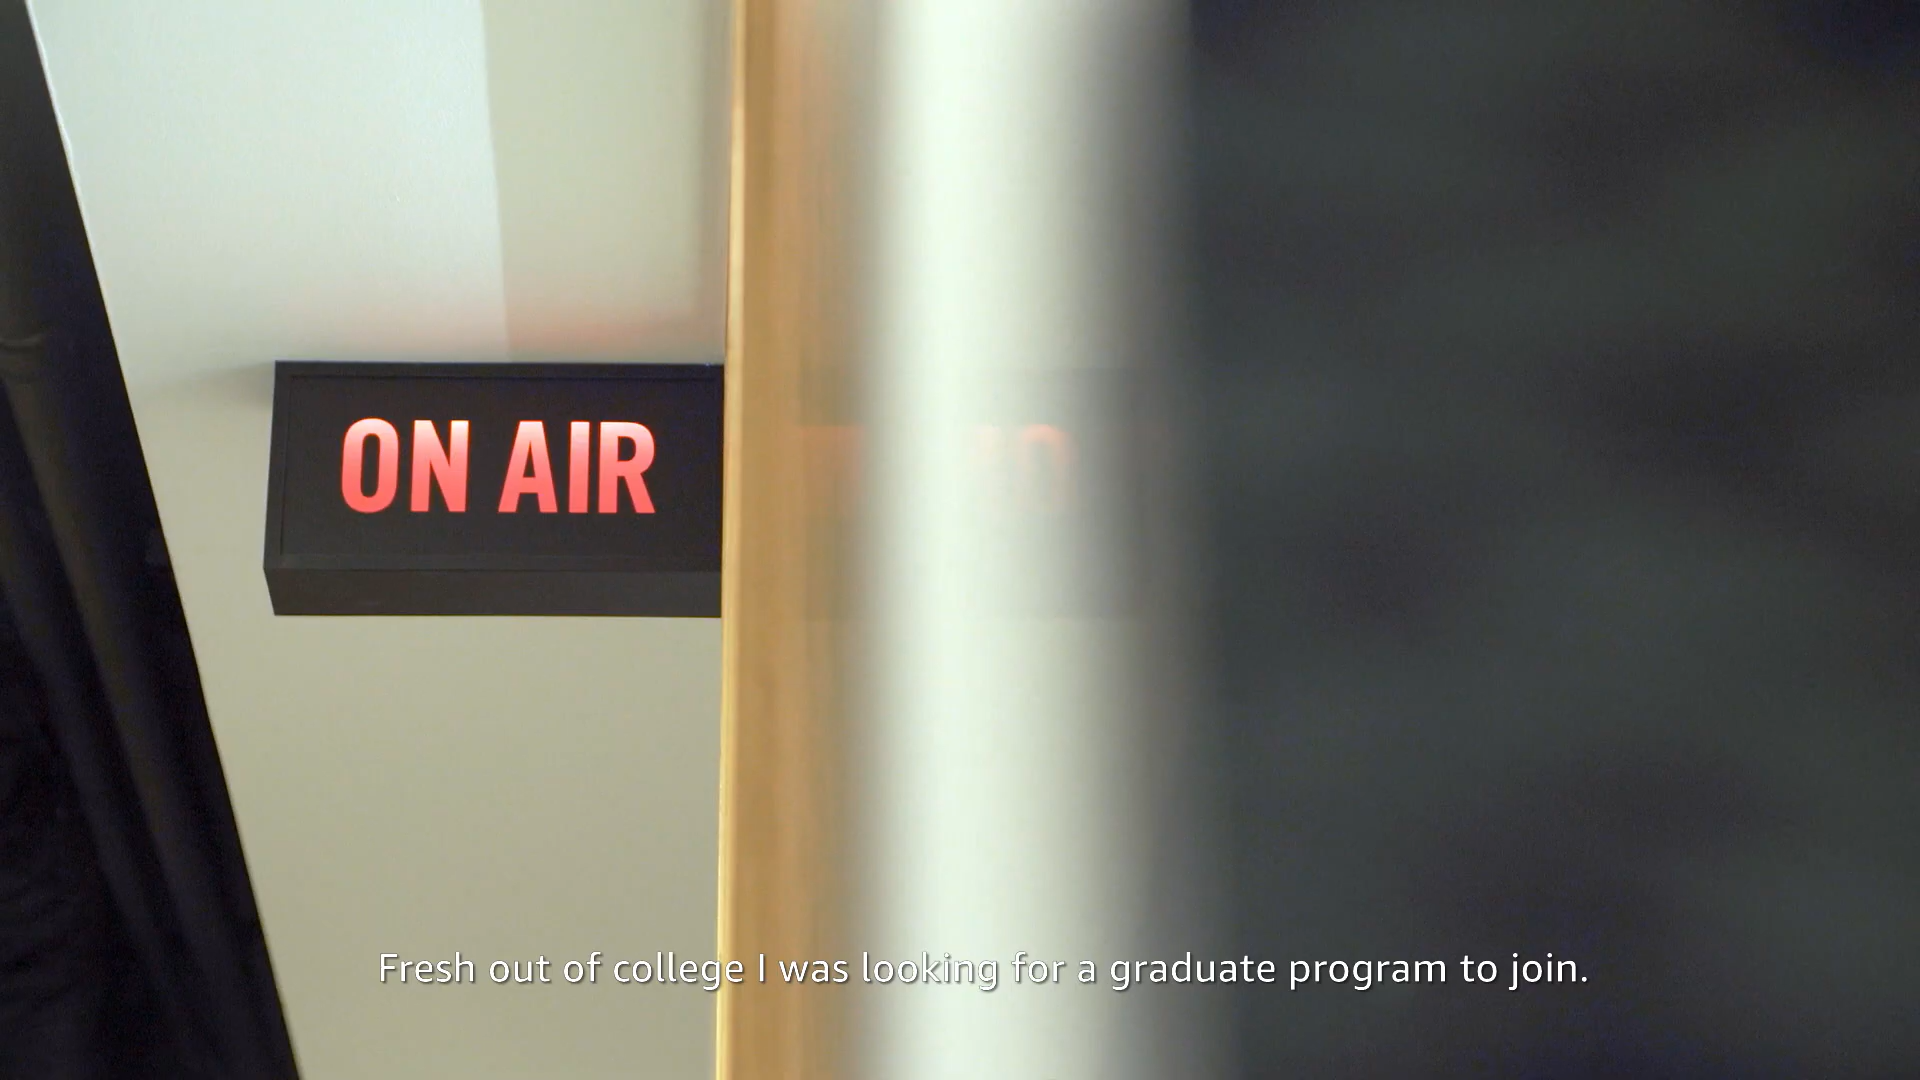 ON AIR
Fresh out of college I was looking for a graduate program to join.